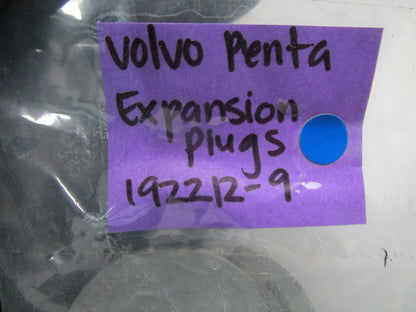 Volvo Penta
Expansion
Plugs
192212-9